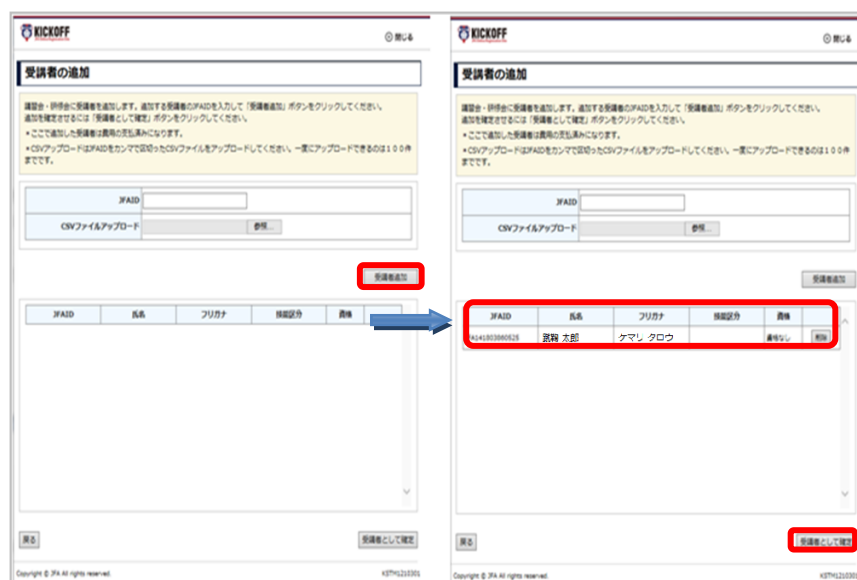 KICKOFF
閉じる
受講者の追加
講習会・研修会に受講者を追加します。追加する受講者のJFAIDを入力して「受講者追加」ボタンをクリックしてください。
追加を確定させるには「受講者として確定」ボタンをクリックしてください。
*ここで追加した受講者は費用の支払済みになります。
*CSVアップロードはJFAIDをカンマで区切ったCSVファイルをアップロードしてください。一度にアップロードできるのは100件
までです。
JFAID
CSVファイルアップロード 参照...
受講者追加
JFAID 氏名 フリガナ 技能区分 資格
戻る 受講者として確定
Copyright © JFA All rights reserved. KSTM1210301
KICKOFF
閉じる
受講者の追加
講習会・研修会に受講者を追加します。追加する受講者のJFAIDを入力して「受講者追加」ボタンをクリックしてください。
追加を確定させるには「受講者として確定」ボタンをクリックしてください。
*ここで追加した受講者は費用の支払済みになります。
*CSVアップロードはJFAIDをカンマで区切ったCSVファイルをアップロードしてください。一度にアップロードできるのは100件
までです。
JFAID
CSVファイルアップロード 参照...
受講者追加
JFAID 氏名 フリガナ 技能区分 資格
蹴鞠 太郎 ケマリ タロウ 資格なし 削除
戻る 受講者として確定
Copyright © JFA All rights reserved. KSTM1210301